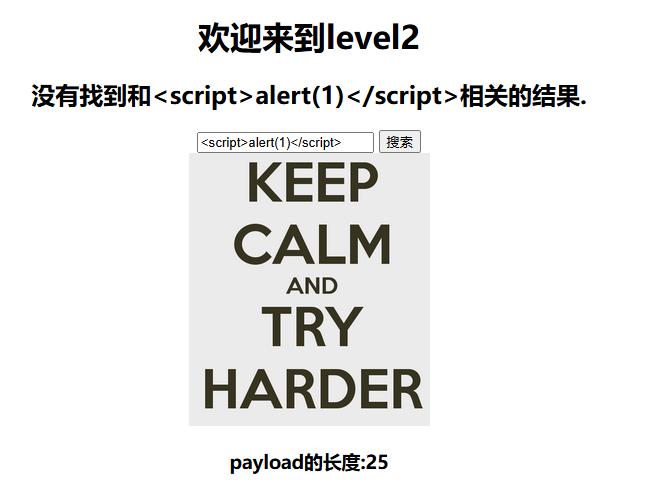 欢迎来到level2
没有找到和<script>alert(1)</script>相关的结果.
<script>alert(1)</script> 搜索
KEEP
CALM
AND
TRY
HARDER
payload的长度:25